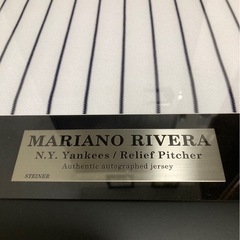 MARIANO RIVERA
N.Y. Yankees / Relief Pitcher
Authentic autographed jersey
STEINER